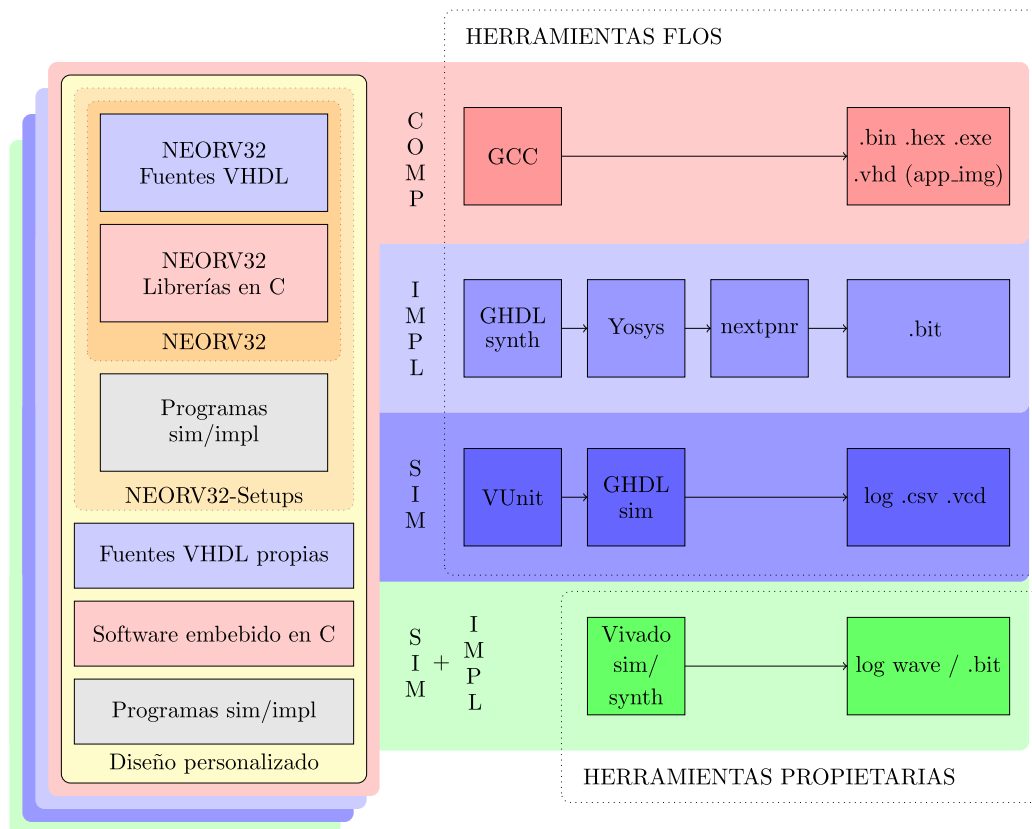 HERRAMIENTAS FLOS
NEORV32
Fuentes VHDL
NEORV32
Librerías en C
NEORV32
Programas
sim/impl
NEORV32-Setups
Fuentes VHDL propias
Software embebido en C
Programas sim/impl
Diseño personalizado
C
O
M
P
GCC
.bin .hex .exe
.vhd (app_img)
I
M
P
L
GHDL
synth
Yosys
nextpnr
.bit
S
I
M
VUnit
GHDL
sim
log .csv .vcd
S
I
M
+
I
M
P
L
Vivado
sim/
synth
log wave / .bit
HERRAMIENTAS PROPIETARIAS